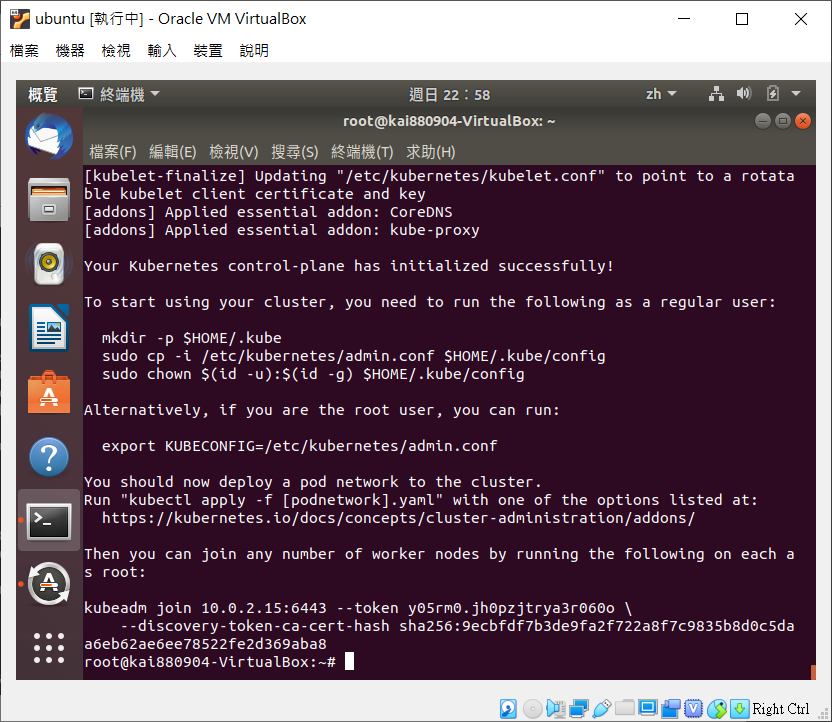 ubuntu [執行中] - Oracle VM VirtualBox
檔案 機器 檢視 輸入 裝置 說明
概覽 終端機 週日 22：58 zh
root@kai880904-VirtualBox: ~
檔案(F) 編輯(E) 檢視(V) 搜尋(S) 終端機(T) 求助(H)
[kubelet-finalize] Updating "/etc/kubernetes/kubelet.conf" to point to a rotata
ble kubelet client certificate and key
[addons] Applied essential addon: CoreDNS
[addons] Applied essential addon: kube-proxy
Your Kubernetes control-plane has initialized successfully!
To start using your cluster, you need to run the following as a regular user:
mkdir -p $HOME/.kube
sudo cp -i /etc/kubernetes/admin.conf $HOME/.kube/config
sudo chown $(id -u):$(id -g) $HOME/.kube/config
Alternatively, if you are the root user, you can run:
export KUBECONFIG=/etc/kubernetes/admin.conf
You should now deploy a pod network to the cluster.
Run "kubectl apply -f [podnetwork].yaml" with one of the options listed at:
https://kubernetes.io/docs/concepts/cluster-administration/addons/
Then you can join any number of worker nodes by running the following on each a
s root:
kubeadm join 10.0.2.15:6443 --token y05rm0.jh0pzjtrya3r060o \
--discovery-token-ca-cert-hash sha256:9ecbfdf7b3de9fa2f722a8f7c9835b8d0c5da
a6eb62ae6ee78522fe2d369aba8
root@kai880904-VirtualBox:~#
Right Ctrl